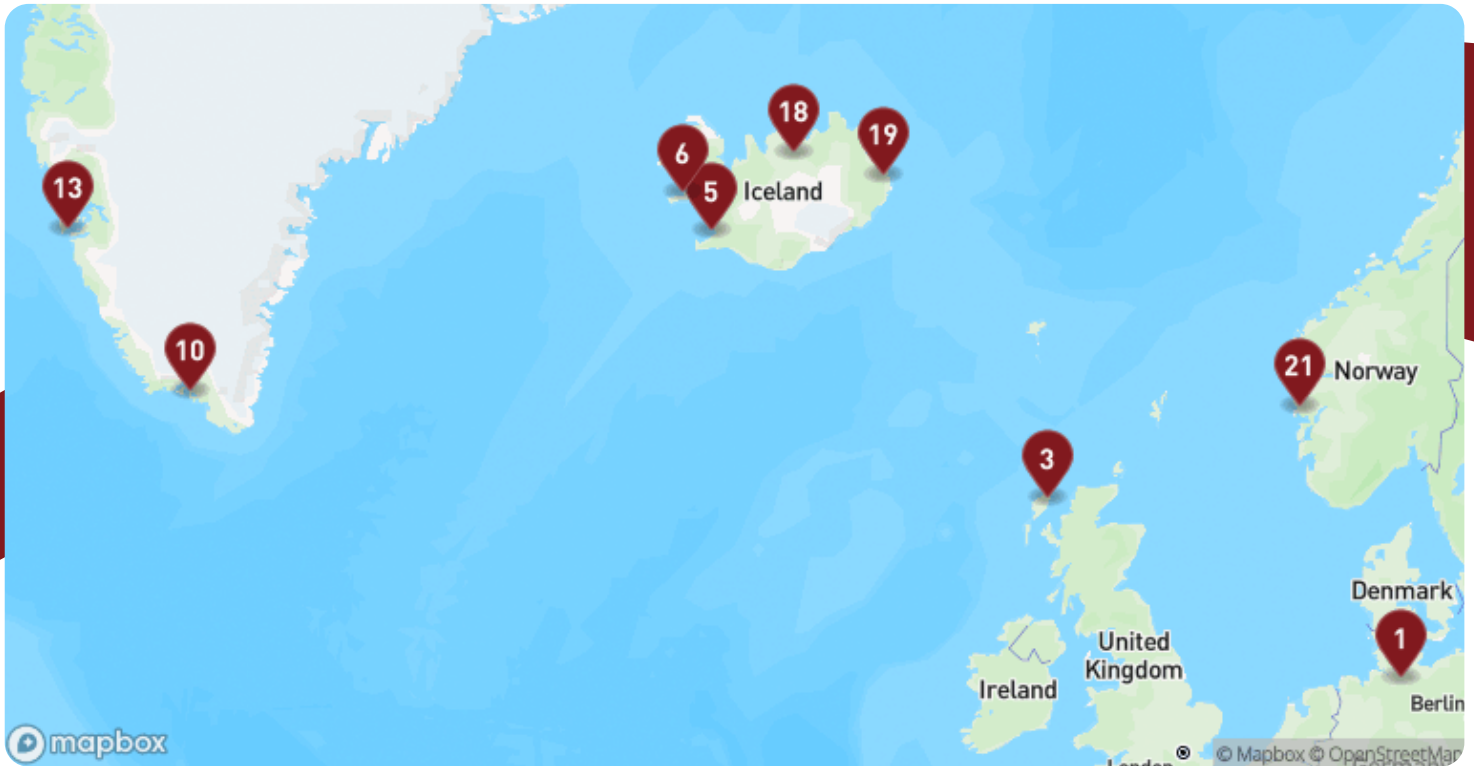 18
19
6
13
5
Iceland
10
21
Norway
3
Denmark
1
United
Kingdom
Ireland
Berlin
mapbox
© Mapbox © OpenStreetMap